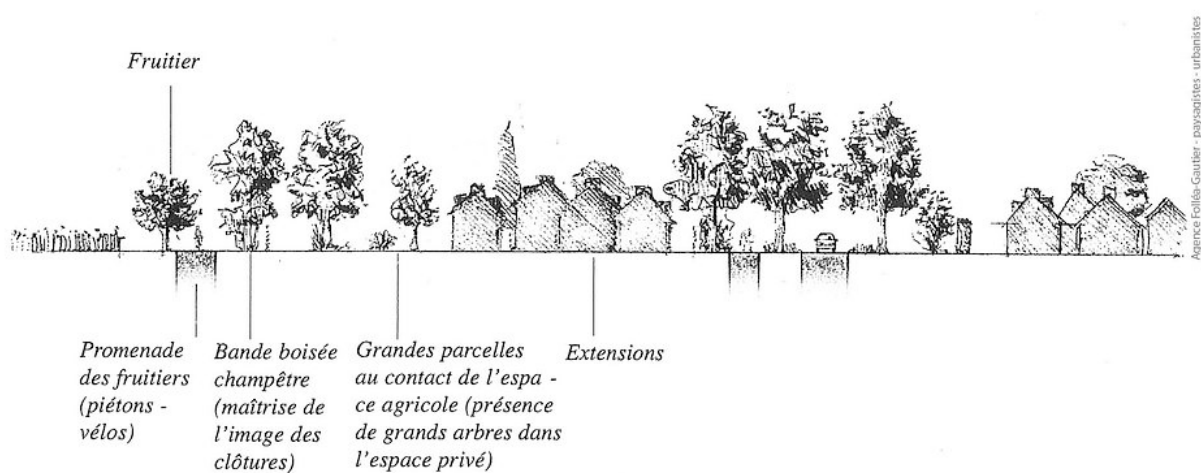 Fruitier
Promenade
des fruitiers
(piétons -
vélos)
Bande boisée
champêtre
(maîtrise de
l'image des
clôtures)
Grandes parcelles
au contact de l'espa -
ce agricole (présence
de grands arbres dans
l'espace privé)
Extensions
Agence Follea-Gautier - paysagistes - urbanistes